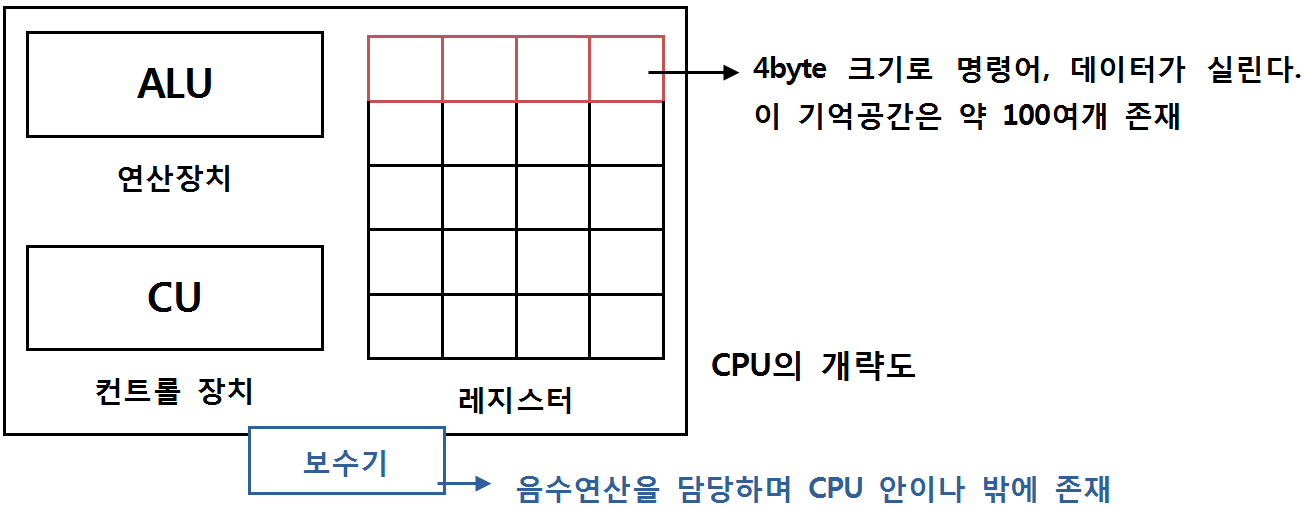 ALU
연산장치
CU
컨트롤 장치
레지스터
4byte 크기로 명령어, 데이터가 실린다.
이 기억공간은 약 100여개 존재
CPU의 개략도
보수기
음수연산을 담당하며 CPU 안이나 밖에 존재